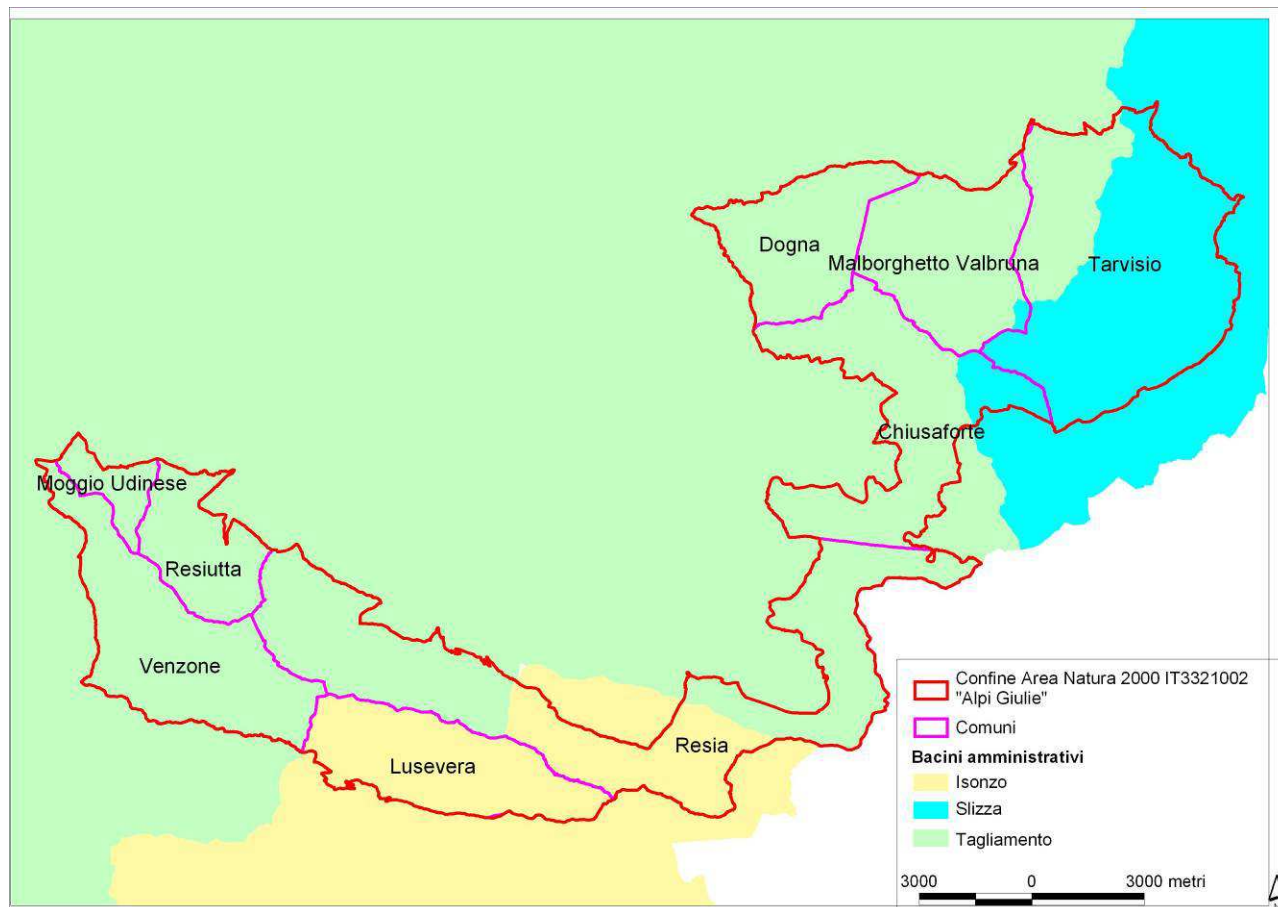 Dogna
Malborghetto Valbruna
Tarvisio
Chiusaforte
Moggio Udinese
Resiutta
Venzone
Resia
Lusevera
Confine Area Natura 2000 IT3321002
"Alpi Giulie"
Comuni
Bacini amministrativi
Isonzo
Slizza
Tagliamento
3000 0 3000 metri